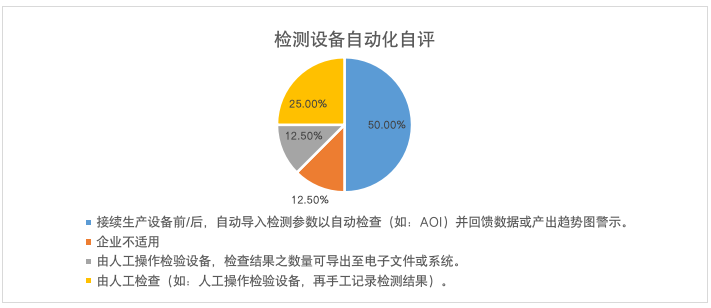 检测设备自动化自评
25.00%
50.00%
12.50%
12.50%
接续生产设备前/后，自动导入检测参数以自动检查（如：AOI）并回馈数据或产出趋势图警示。
企业不适用
由人工操作检验设备，检查结果之数量可导出至电子文件或系统。
由人工检查（如：人工操作检验设备，再手工记录检测结果）。